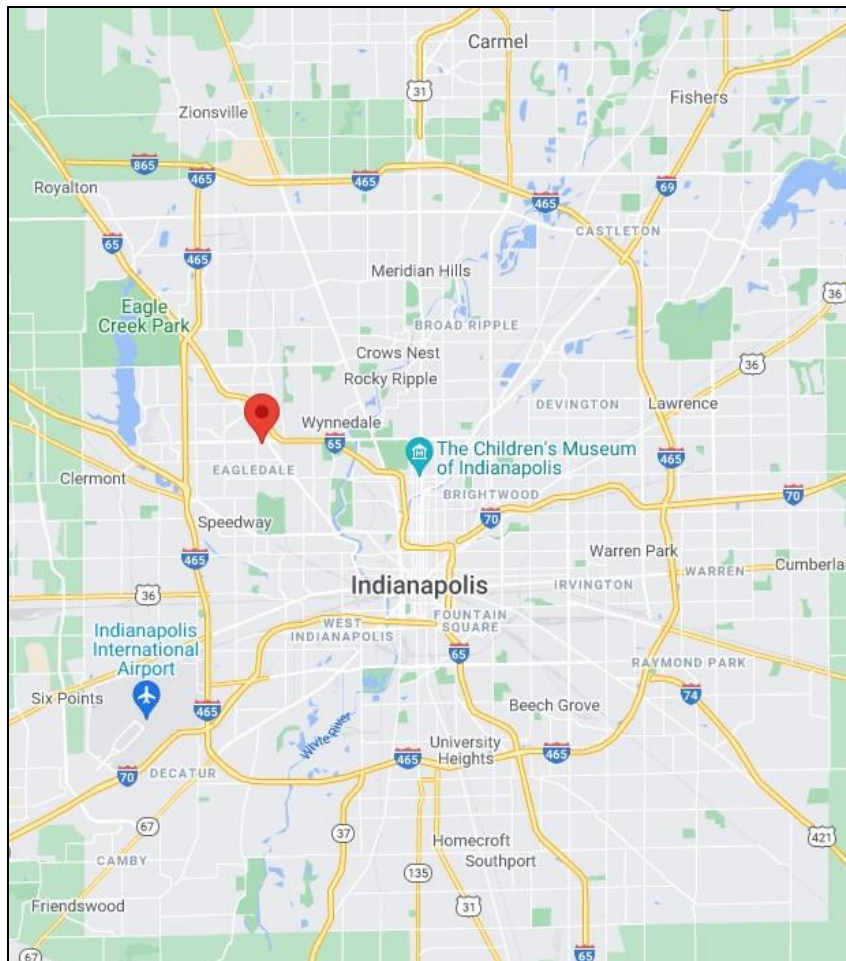 Carmel
31
Fishers
Zionsville
865
465
465
69
Royalton
465
CASTLETON
65
465
Meridian Hills
36
Eagle
Creek Park
BROAD RIPPLE
Crows Nest
36
Rocky Ripple
DEVINGTON
Lawrence
Wynnedale
65
The Children's Museum
of Indianapolis
465
EAGLEDALE
Clermont
BRIGHTWOOD
70
70
Speedway
465
Warren Park
Indianapolis
IRVINGTON
WARREN
Cumberla
36
WEST
INDIANAPOLIS
FOUNTAIN
SQUARE
Indianapolis
International
Airport
65
RAYMOND PARK
Six Points
465
74
Beech Grove
White River
University
Heights
465
465
70
DECATUR
67
37
421
CAMBY
Homecroft
Southport
135
Friendswood
31
67
65